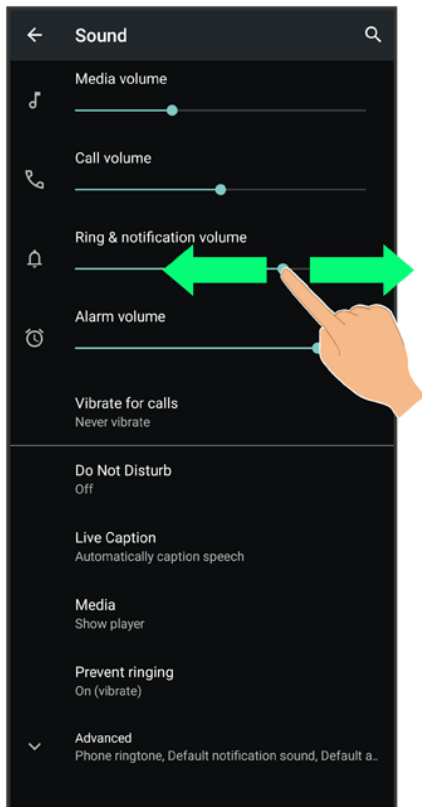 Sound
Media volume
Call volume
Ring & notification volume
Alarm volume
Vibrate for calls
Never vibrate
Do Not Disturb
Off
Live Caption
Automatically caption speech
Media
Show player
Prevent ringing
On (vibrate)
Advanced
Phone ringtone, Default notification sound, Default a..